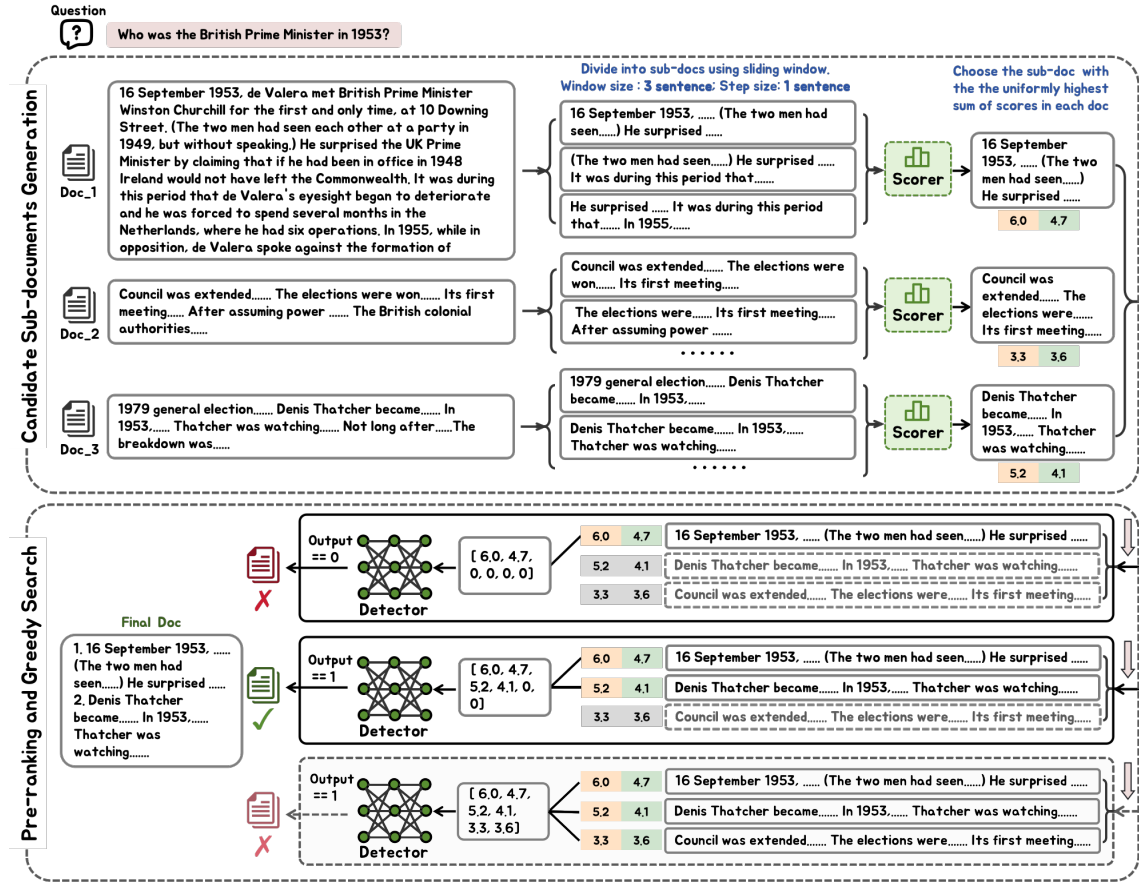 Question
?
Who was the British Prime Minister in 1953?
Candidate Sub-documents Generation
Divide into sub-docs using sliding window.
Window size : 3 sentence; Step size: 1 sentence
Choose the sub-doc with
the the uniformly highest
sum of scores in each doc
Doc_1
16 September 1953, de Valera met British Prime Minister
Winston Churchill for the first and only time, at 10 Downing
Street. (The two men had seen each other at a party in
1949, but without speaking.) He surprised the UK Prime
Minister by claiming that if he had been in office in 1948
Ireland would not have left the Commonwealth. It was during
this period that de Valera's eyesight began to deteriorate
and he was forced to spend several months in the
Netherlands, where he had six operations. In 1955, while in
opposition, de Valera spoke against the formation of
16 September 1953, ...... (The two men had
seen......) He surprised ......
(The two men had seen......) He surprised ......
It was during this period that.......
He surprised ...... It was during this period
that....... In 1955,......
Scorer
16 September
1953, ...... (The two
men had seen......)
He surprised ......
6.0 4.7
Doc_2
Council was extended....... The elections were won...... Its first
meeting...... After assuming power ....... The British colonial
authorities......
Council was extended....... The elections were
won....... Its first meeting......
The elections were...... Its first meeting......
After assuming power .......
......
Scorer
Council was
extended....... The
elections were......
Its first meeting......
3.3 3.6
Doc_3
1979 general election....... Denis Thatcher became...... In
1953,...... Thatcher was watching....... Not long after......The
breakdown was......
1979 general election....... Denis Thatcher
became...... In 1953,......
Denis Thatcher became....... In 1953,......
Thatcher was watching.......
......
Scorer
Denis Thatcher
became....... In
1953,...... Thatcher
was watching.......
5.2 4.1
Pre-ranking and Greedy Search
Output
== 0
✗
Detector
[ 6.0, 4.7,
0, 0, 0, 0]
6.0 4.7 16 September 1953, ...... (The two men had seen......) He surprised ......
5.2 4.1 Denis Thatcher became....... In 1953,...... Thatcher was watching.......
3.3 3.6 Council was extended....... The elections were....... Its first meeting......
Final Doc
1. 16 September 1953, ......
(The two men had
seen......) He surprised ......
2. Denis Thatcher
became....... In 1953,......
Thatcher was
watching.......
Output
== 1
✓
Detector
[ 6.0, 4.7,
5.2, 4.1, 0,
0]
6.0 4.7 16 September 1953, ...... (The two men had seen......) He surprised ......
5.2 4.1 Denis Thatcher became....... In 1953,...... Thatcher was watching.......
3.3 3.6 Council was extended....... The elections were....... Its first meeting......
Output
== 1
✗
Detector
[ 6.0, 4.7,
5.2, 4.1,
3.3, 3.6]
6.0 4.7 16 September 1953, ...... (The two men had seen......) He surprised ......
5.2 4.1 Denis Thatcher became....... In 1953,...... Thatcher was watching.......
3.3 3.6 Council was extended....... The elections were....... Its first meeting......